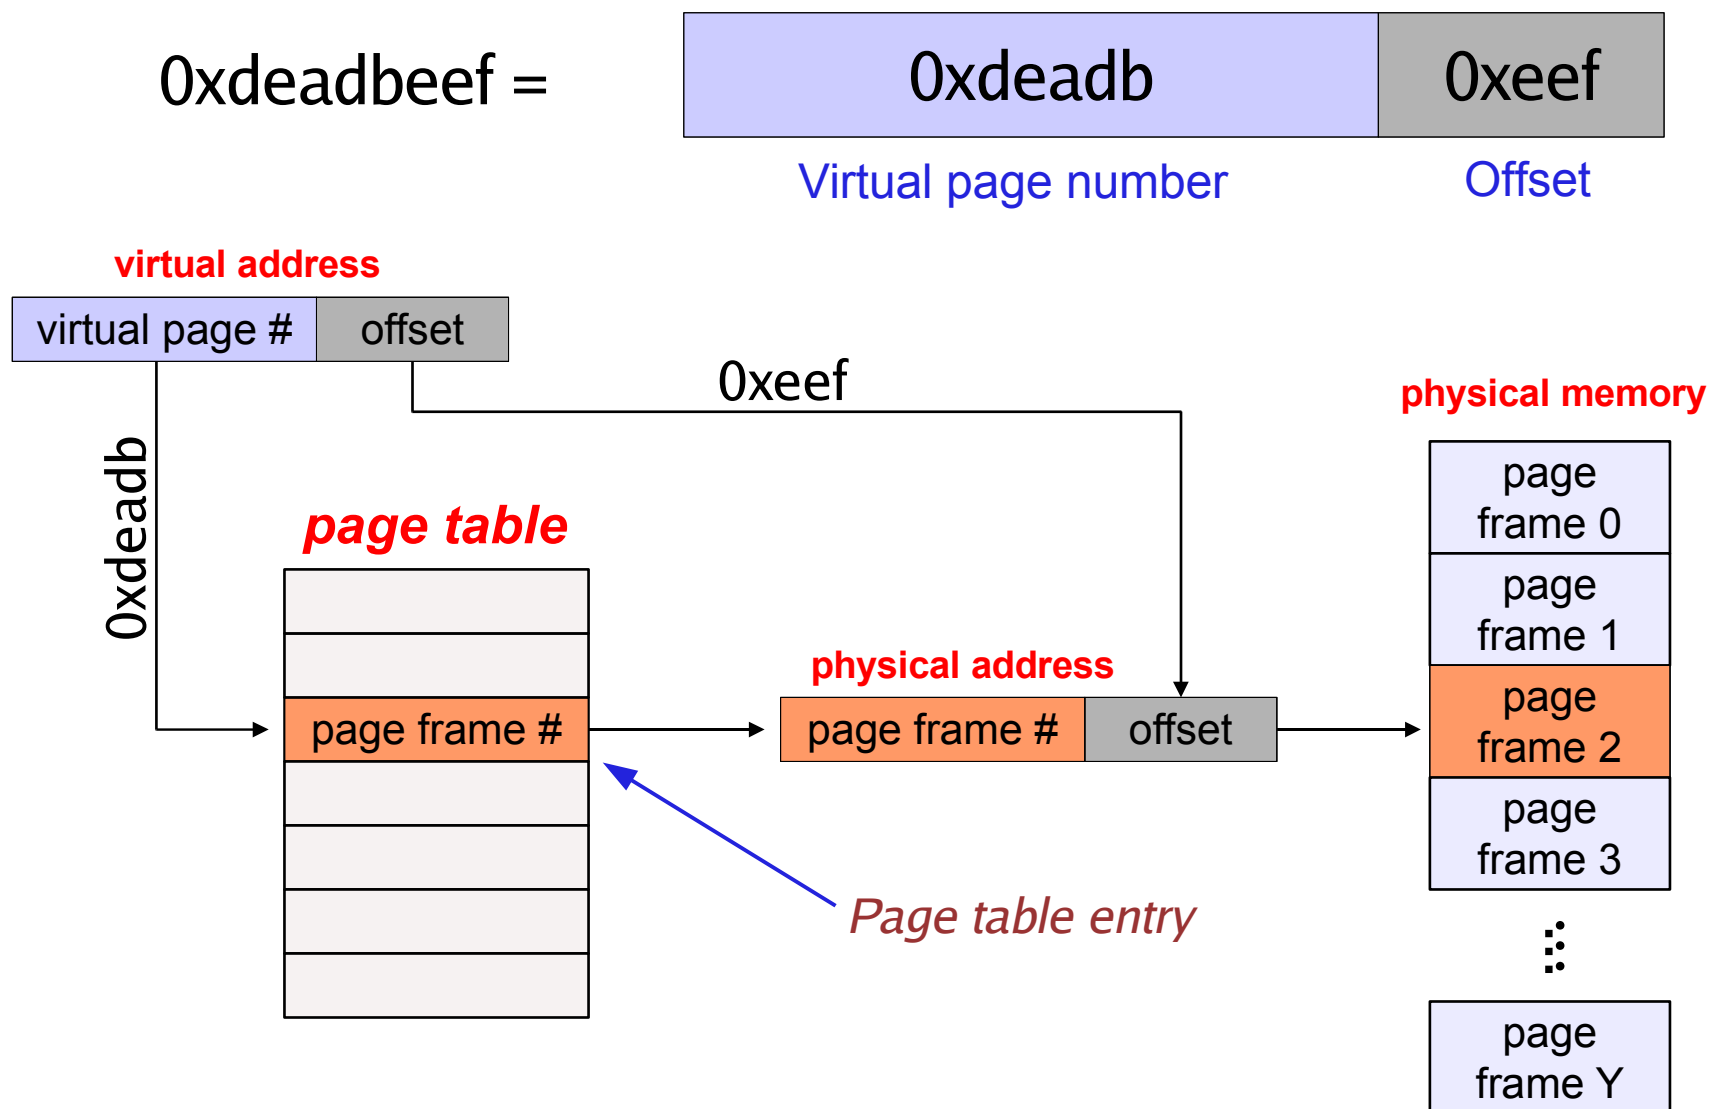 0xdeadbeef =
0xdeadb
0xeef
Virtual page number
Offset
virtual address
virtual page #
offset
0xeef
physical memory
0xdeadb
page table
page
frame 0
page
frame 1
physical address
page frame #
page frame #
offset
page
frame 2
page
frame 3
Page table entry
page
frame Y